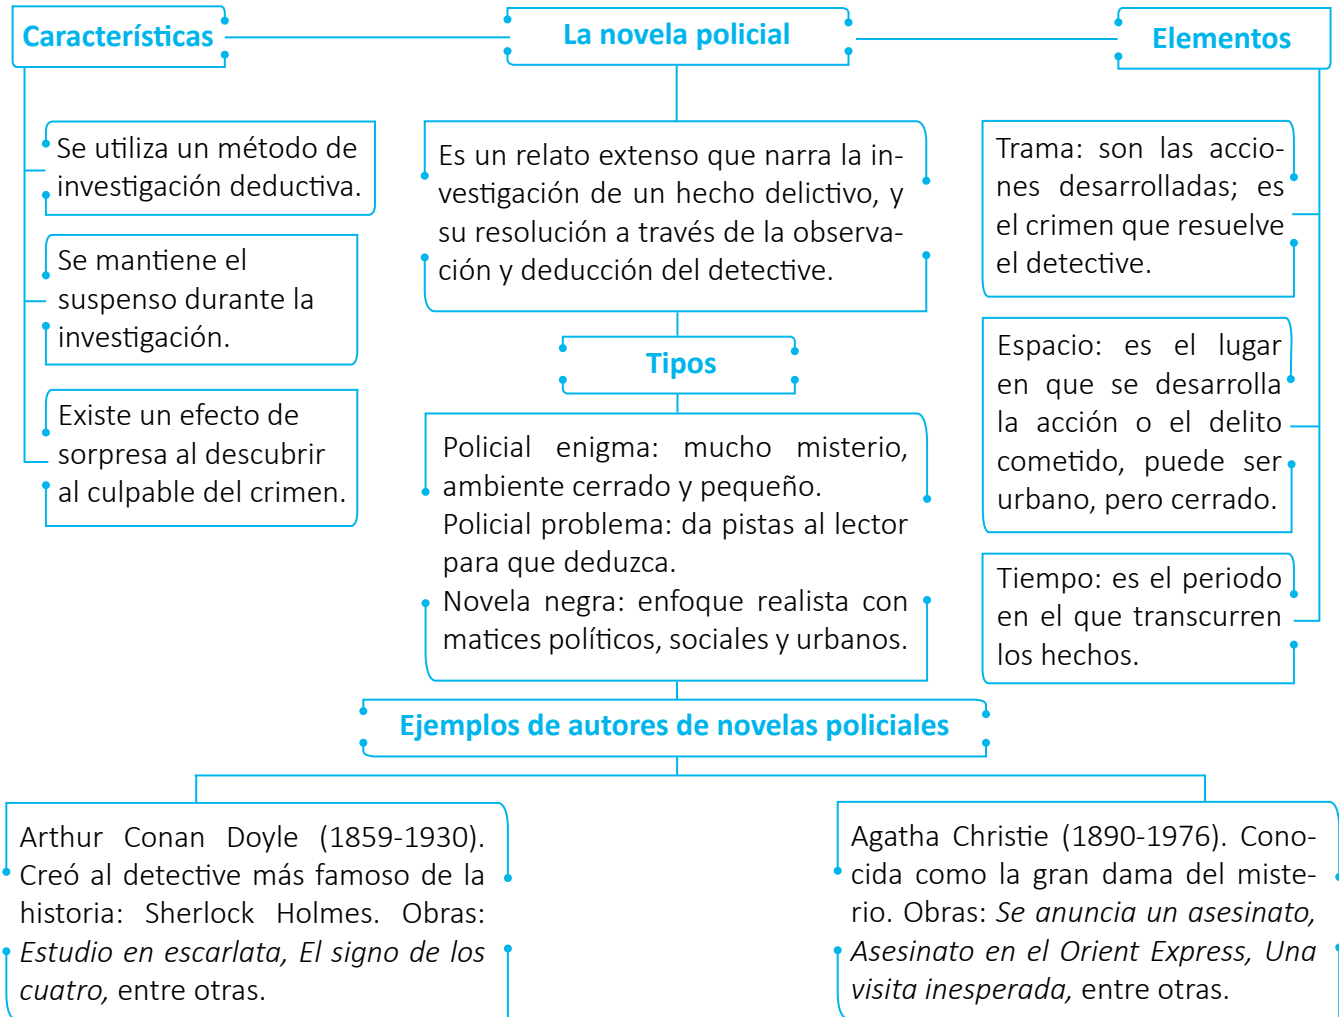 Características
La novela policial
Elementos
Se utiliza un método de
investigación deductiva.
Se mantiene el
suspenso durante la
investigación.
Existe un efecto de
sorpresa al descubrir
al culpable del crimen.
Es un relato extenso que narra la in-
vestigación de un hecho delictivo, y
su resolución a través de la observa-
ción y deducción del detective.
Tipos
Policial enigma: mucho misterio,
ambiente cerrado y pequeño.
Policial problema: da pistas al lector
para que deduzca.
Novela negra: enfoque realista con
matices políticos, sociales y urbanos.
Trama: son las accio-
nes desarrolladas; es
el crimen que resuelve
el detective.
Espacio: es el lugar
en que se desarrolla
la acción o el delito
cometido, puede ser
urbano, pero cerrado.
Tiempo: es el periodo
en el que transcurren
los hechos.
Ejemplos de autores de novelas policiales
Arthur Conan Doyle (1859-1930).
Creó al detective más famoso de la
historia: Sherlock Holmes. Obras:
Estudio en escarlata, El signo de los
cuatro, entre otras.
Agatha Christie (1890-1976). Cono-
cida como la gran dama del miste-
rio. Obras: Se anuncia un asesinato,
Asesinato en el Orient Express, Una
visita inesperada, entre otras.